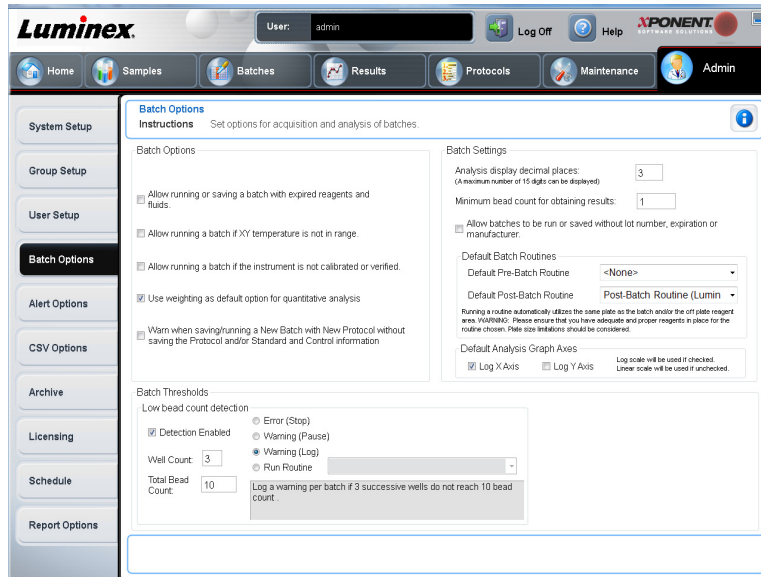 Luminex.
User: admin
Log Off
Help
XPONENT.
SOFTWARE SOLUTIONS
Home
Samples
Batches
Results
Protocols
Maintenance
Admin
System Setup
Group Setup
User Setup
Batch Options
Alert Options
CSV Options
Archive
Licensing
Schedule
Report Options
Batch Options
Instructions Set options for acquisition and analysis of batches.
Batch Options
Allow running or saving a batch with expired reagents and
fluids.
Allow running a batch if XY temperature is not in range.
Allow running a batch if the instrument is not calibrated or verified.
Use weighting as default option for quantitative analysis
Warn when saving/running a New Batch with New Protocol without
saving the Protocol and/or Standard and Control information
Batch Settings
Analysis display decimal places: 3
(A maximum number of 15 digits can be displayed)
Minimum bead count for obtaining results: 1
Allow batches to be run or saved without lot number, expiration or
manufacturer.
Default Batch Routines
Default Pre-Batch Routine <None>
Default Post-Batch Routine Post-Batch Routine (Lumin
Running a routine automatically utilizes the same plate as the batch and/or the off plate reagent
area. WARNING: Please ensure that you have adequate and proper reagents in place for the
routine chosen. Plate size limitations should be considered.
Default Analysis Graph Axes
Log X Axis
Log Y Axis
Log scale will be used if checked.
Linear scale will be used if unchecked.
Batch Thresholds
Low bead count detection
Detection Enabled
Well Count: 3
Total Bead
Count: 10
Error (Stop)
Warning (Pause)
Warning (Log)
Run Routine
Log a warning per batch if 3 successive wells do not reach 10 bead
count .